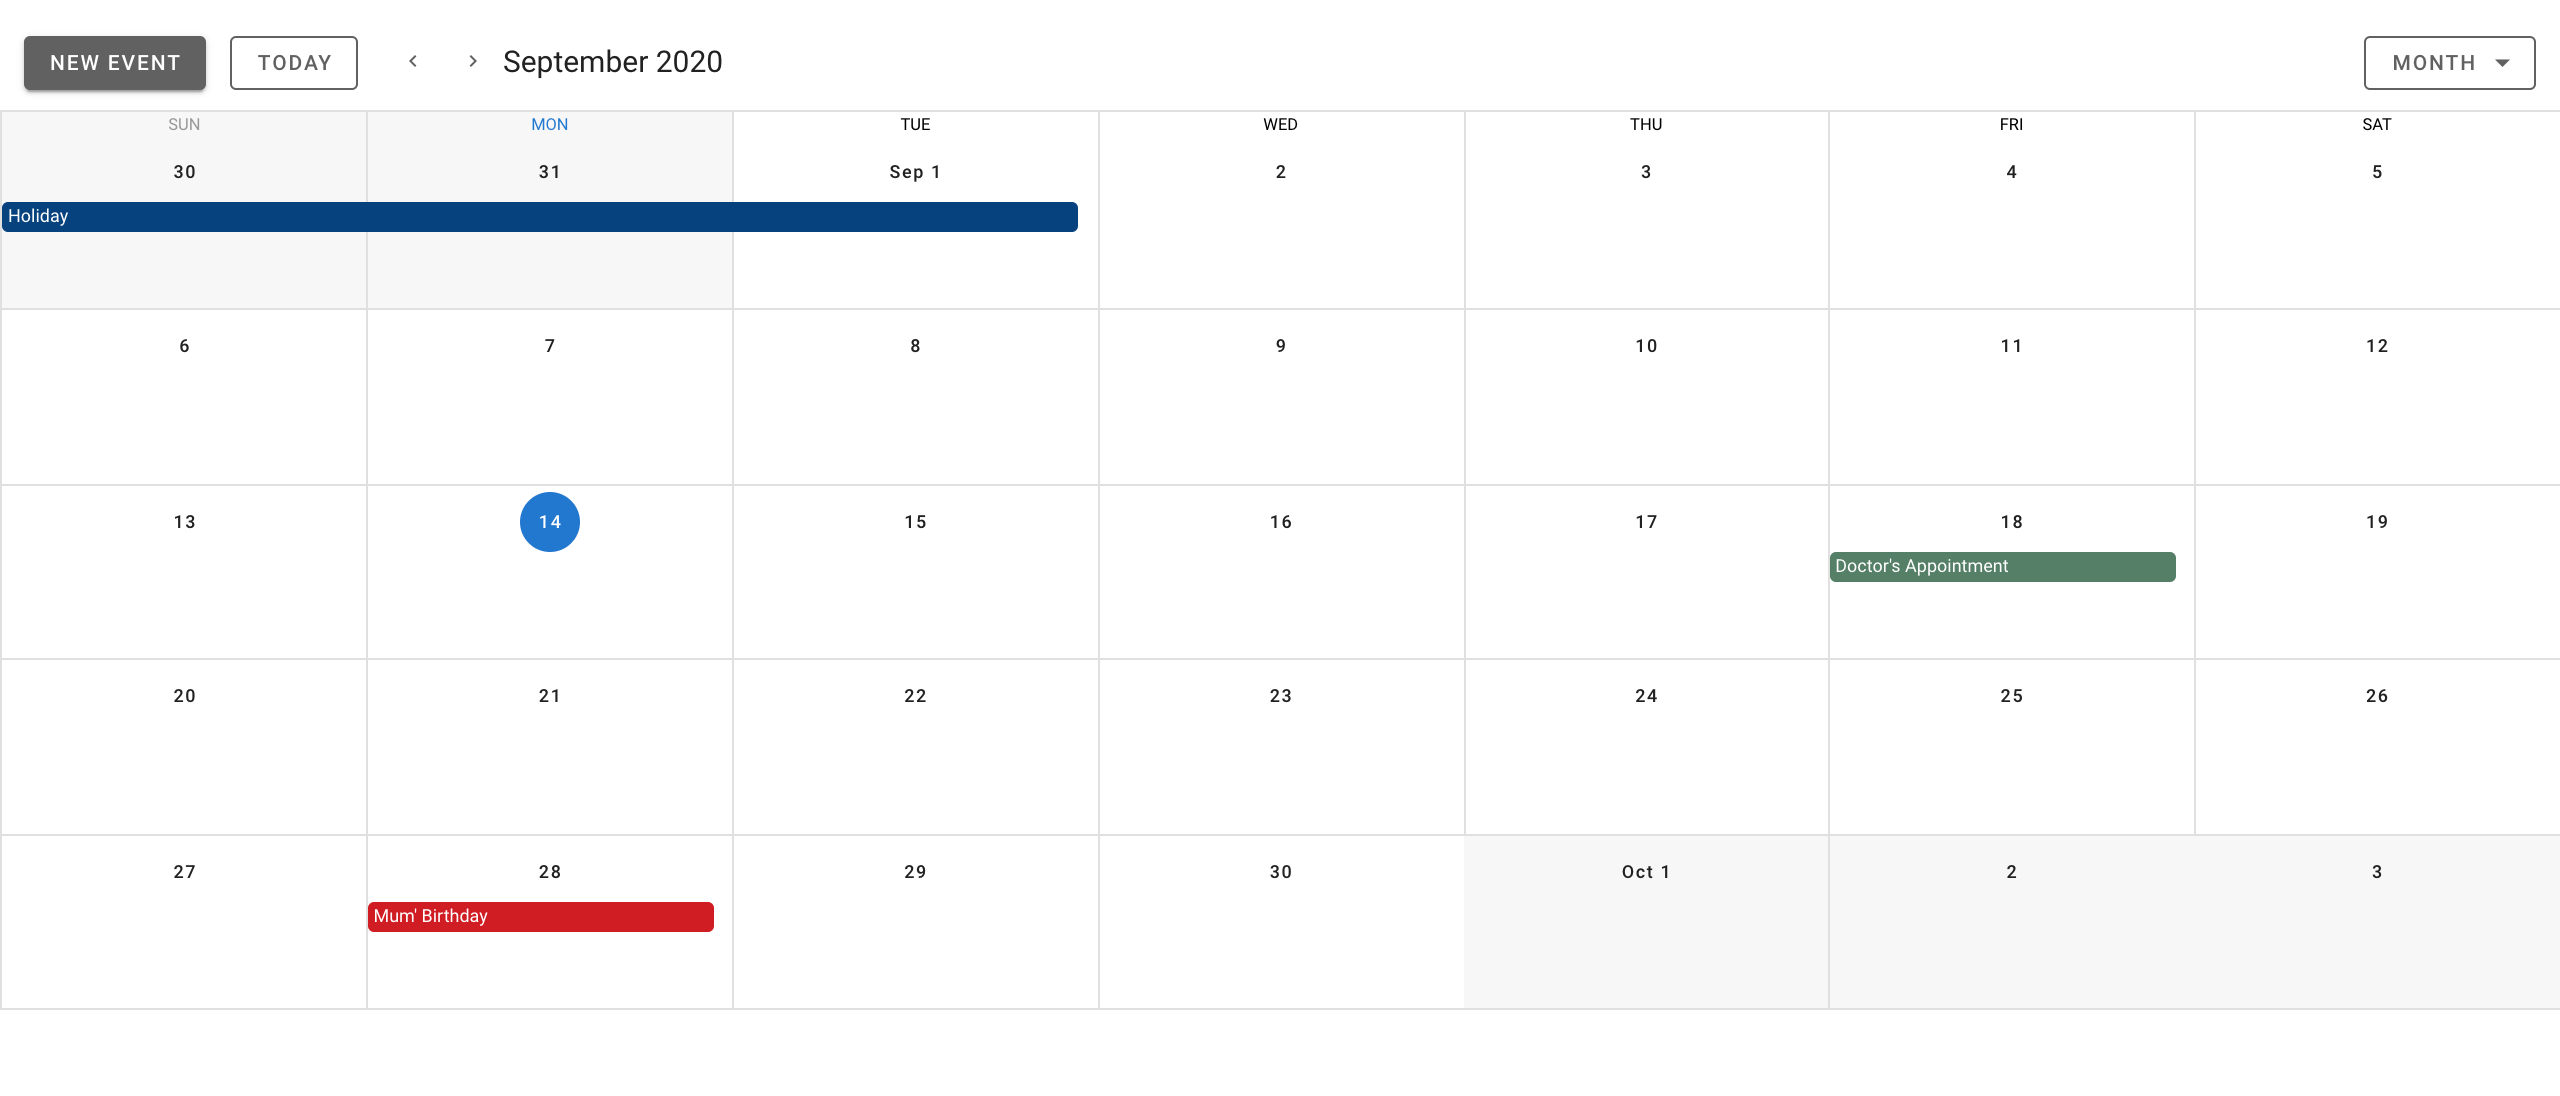 NEW EVENT TODAY September 2020 MONTH
SUN MON TUE WED THU FRI SAT
30 31 Sep 1 2 3 4 5
Holiday
6 7 8 9 10 11 12
13 14 15 16 17 18 19
Doctor's Appointment
20 21 22 23 24 25 26
27 28 29 30 Oct 1 2 3
Mum' Birthday